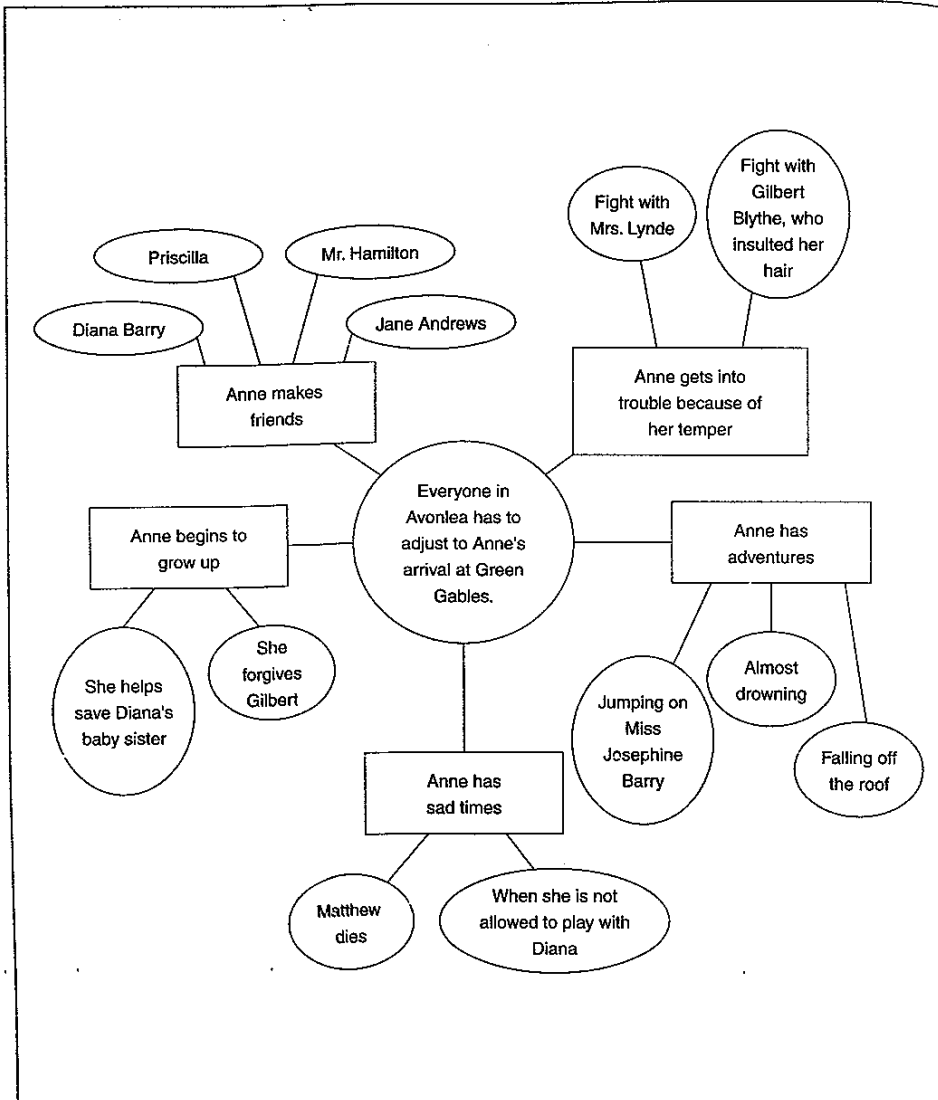 Fight with
Mrs. Lynde
Fight with
Gilbert
Blythe, who
insulted her
hair
Priscilla
Mr. Hamilton
Diana Barry
Jane Andrews
Anne makes
friends
Anne gets into
trouble because of
her temper
Everyone in
Avonlea has to
adjust to Anne's
arrival at Green
Gables.
Anne begins to
grow up
Anne has
adventures
She helps
save Diana's
baby sister
She
forgives
Gilbert
Jumping on
Miss
Josephine
Barry
Almost
drowning
Falling off
the roof
Anne has
sad times
Matthew
dies
When she is not
allowed to play with
Diana